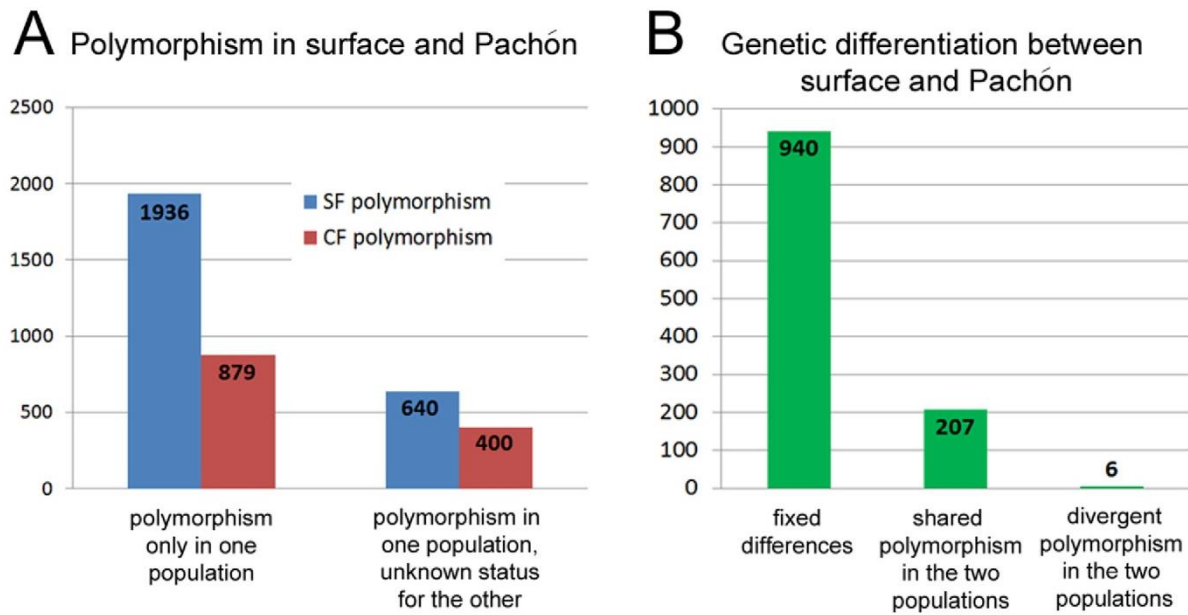 A Polymorphism in surface and Pachón
2500
2000
1500
1000
500
0
1936
879
640
400
SF polymorphism
CF polymorphism
polymorphism
only in one
population
polymorphism in
one population,
unknown status
for the other
B Genetic differentiation between
surface and Pachón
1000
900
800
700
600
500
400
300
200
100
0
940
207
6
fixed
differences
shared
polymorphism
in the two
populations
divergent
polymorphism
in the two
populations